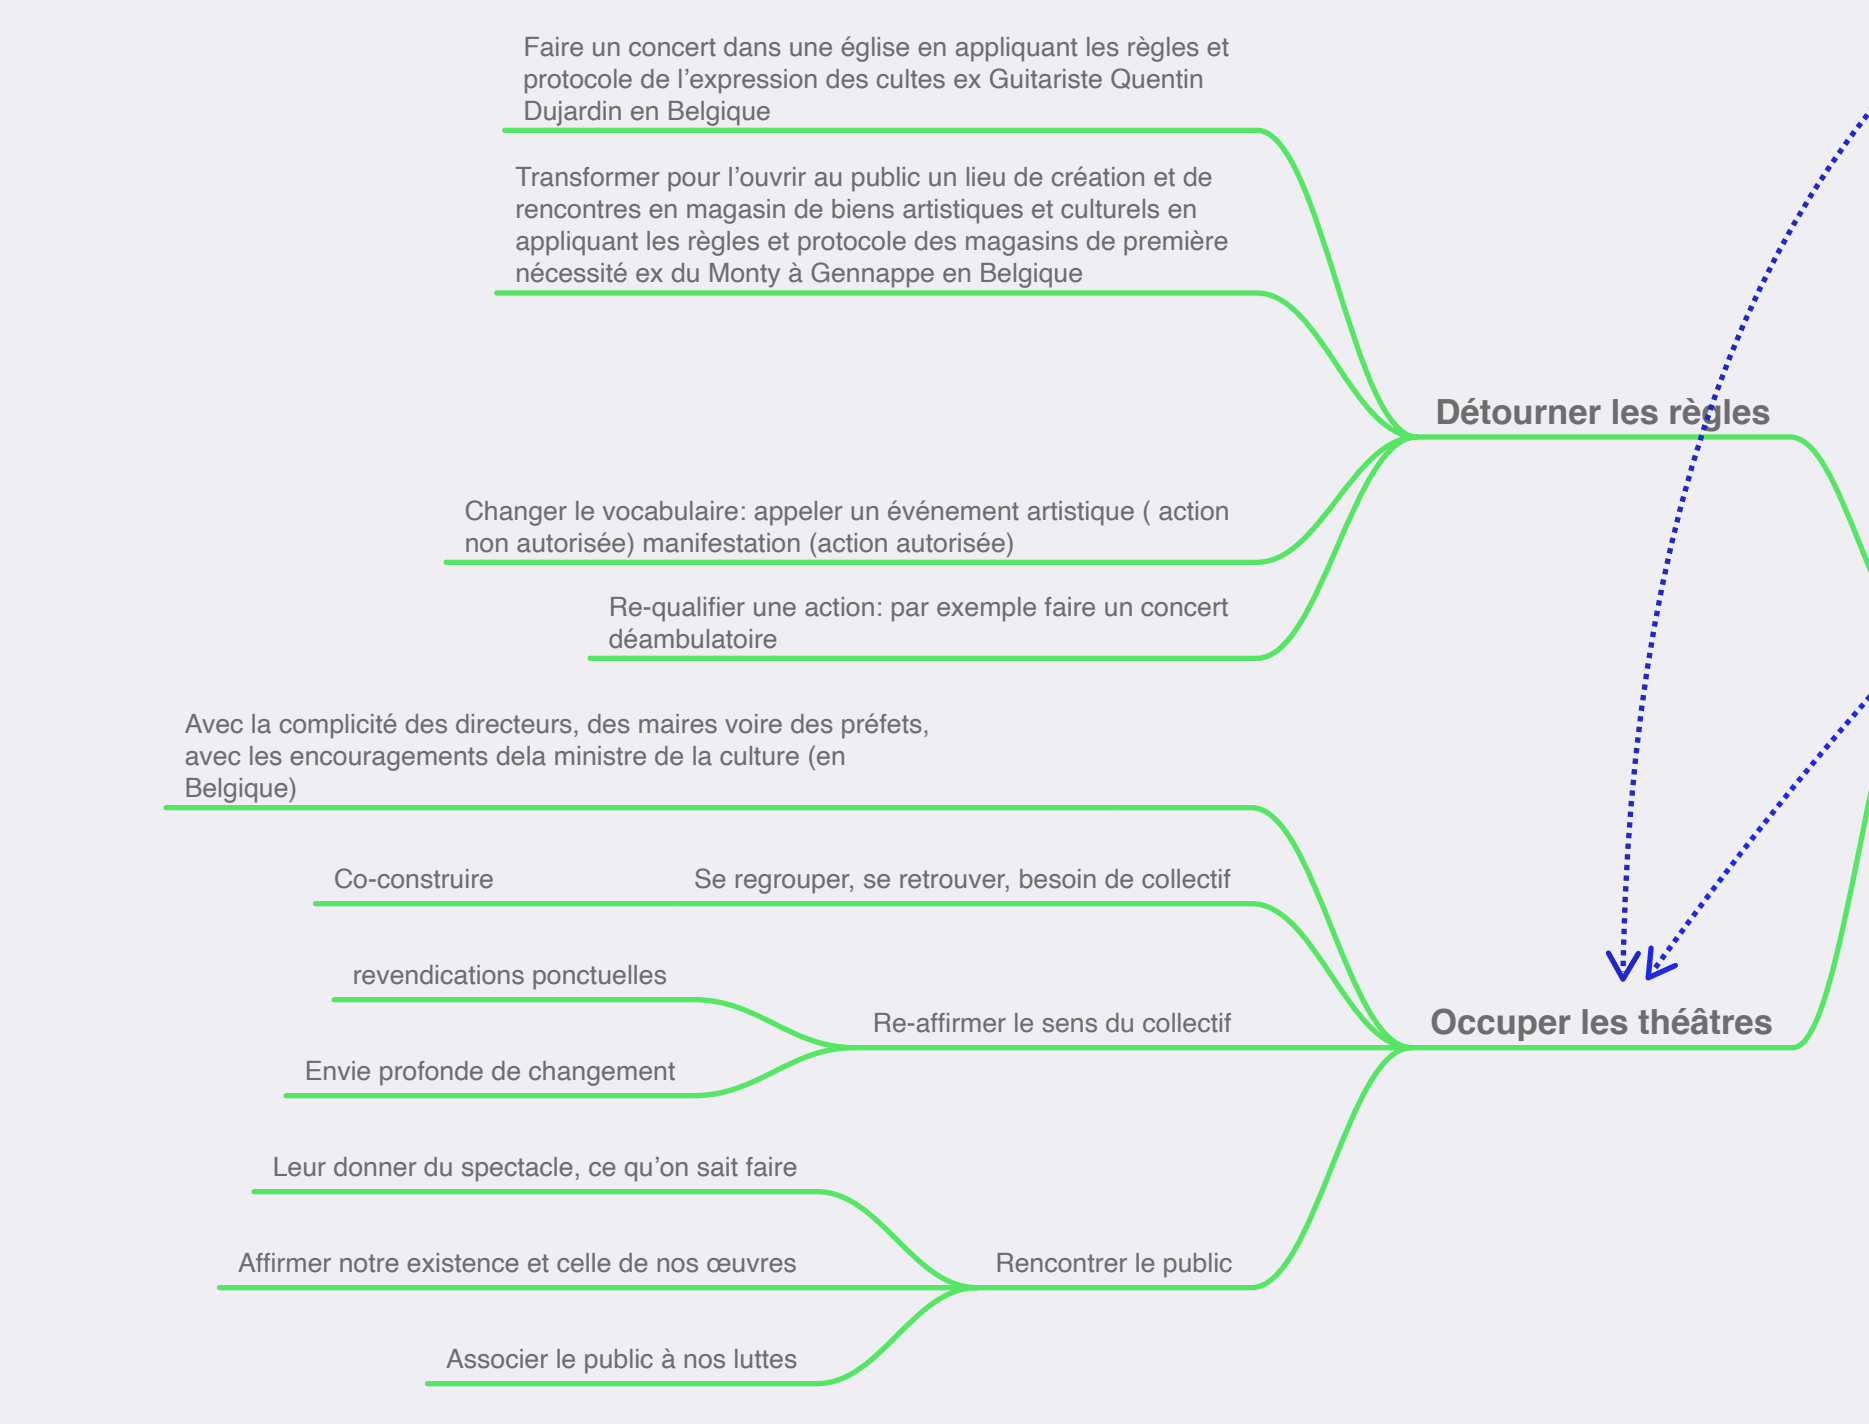 Faire un concert dans une église en appliquant les règles et
protocole de l’expression des cultes ex Guitariste Quentin
Dujardin en Belgique
Transformer pour l’ouvrir au public un lieu de création et de
rencontres en magasin de biens artistiques et culturels en
appliquant les règles et protocole des magasins de première
nécessité ex du Monty à Gennappe en Belgique
Détourner les règles
Changer le vocabulaire: appeler un événement artistique ( action
non autorisée) manifestation (action autorisée)
Re-qualifier une action: par exemple faire un concert
déambulatoire
Avec la complicité des directeurs, des maires voire des préfets,
avec les encouragements dela ministre de la culture (en
Belgique)
Co-construire
Se regrouper, se retrouver, besoin de collectif
revendications ponctuelles
Re-affirmer le sens du collectif
Occuper les théâtres
Envie profonde de changement
Leur donner du spectacle, ce qu’on sait faire
Affirmer notre existence et celle de nos œuvres
Rencontrer le public
Associer le public à nos luttes